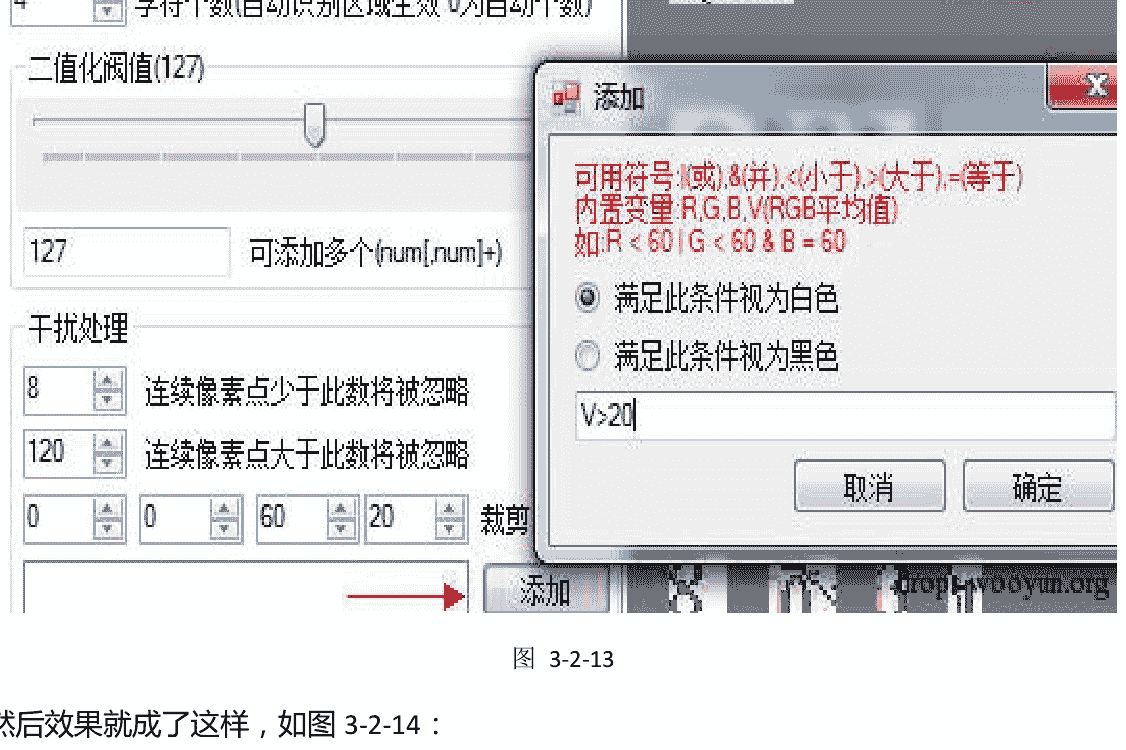 4 字符个数(自动识别区域生效 0为自动个数)
二值化阀值(127)
127 可添加多个(num[,num]+)
干扰处理
8 连续像素点少于此数将被忽略
120 连续像素点大于此数将被忽略
0 0 60 20 裁剪
添加
添加
可用符号:|(或),&(并),<(小于),>(大于),=(等于)
内置变量:R,G,B,V(RGB平均值)
如:R < 60 | G < 60 & B = 60
满足此条件视为白色
满足此条件视为黑色
V>20
取消 确定
drops.wooyun.org
图 3-2-13
然后效果就成了这样，如图 3-2-14：